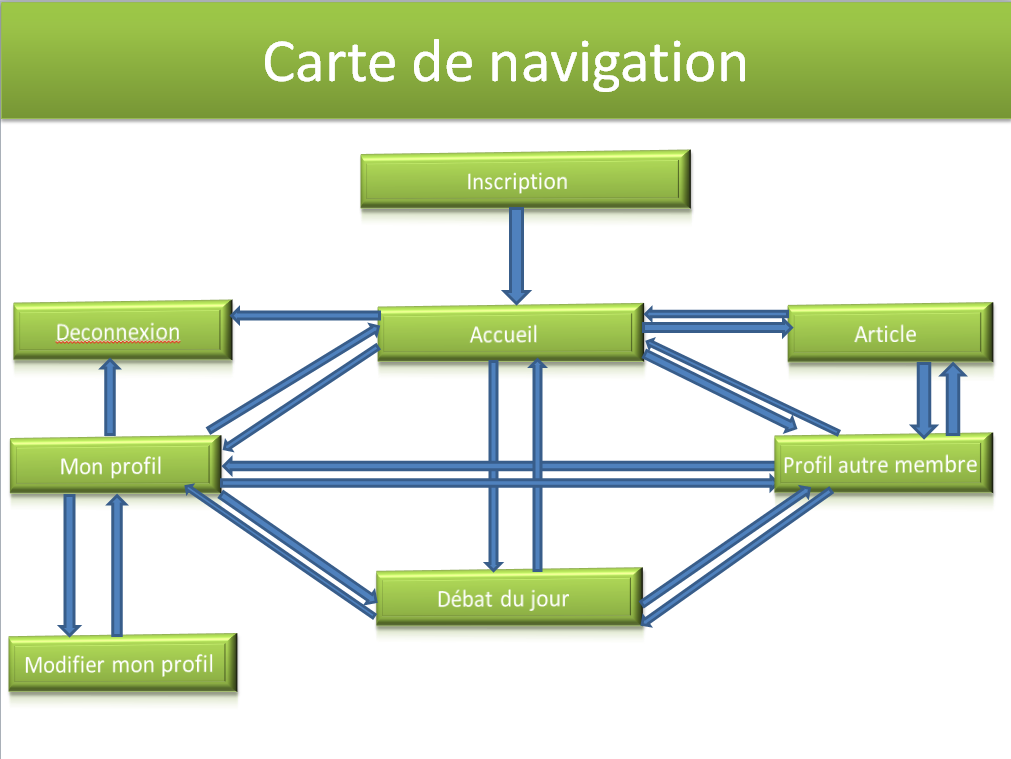 Carte de navigation
Inscription
Deconnexion
Accueil
Article
Mon profil
Profil autre membre
Débat du jour
Modifier mon profil